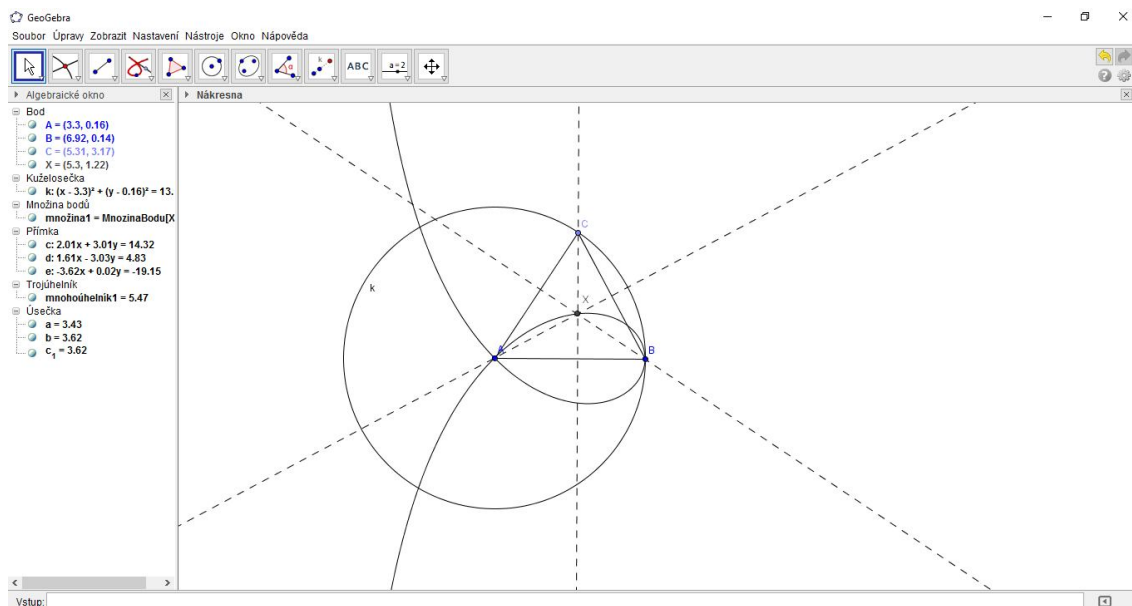 GeoGebra
Soubor Úpravy Zobrazit Nastavení Nástroje Okno Nápověda
ABC
a=2
Algebraické okno
Nákresna
Bod
A = (3.3, 0.16)
B = (6.92, 0.14)
C = (5.31, 3.17)
X = (5.3, 1.22)
Kuželosečka
k: (x - 3.3)² + (y - 0.16)² = 13.
Množina bodů
množina1 = MnozinaBodu[X
Přímka
c: 2.01x + 3.01y = 14.32
d: 1.61x - 3.03y = 4.83
e: -3.62x + 0.02y = -19.15
Trojúhelník
mnohoúhelník1 = 5.47
Úsečka
a = 3.43
b = 3.62
c₁ = 3.62
C
k
X
A
B
Vstup: